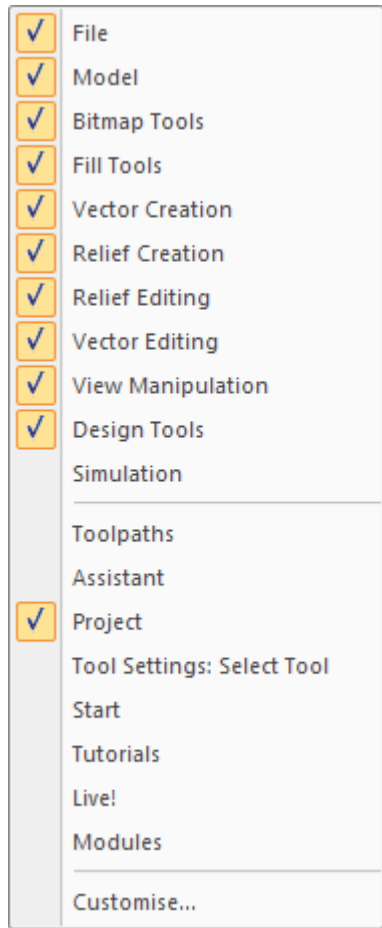 File
Model
Bitmap Tools
Fill Tools
Vector Creation
Relief Creation
Relief Editing
Vector Editing
View Manipulation
Design Tools
Simulation
Toolpaths
Assistant
Project
Tool Settings: Select Tool
Start
Tutorials
Live!
Modules
Customise...